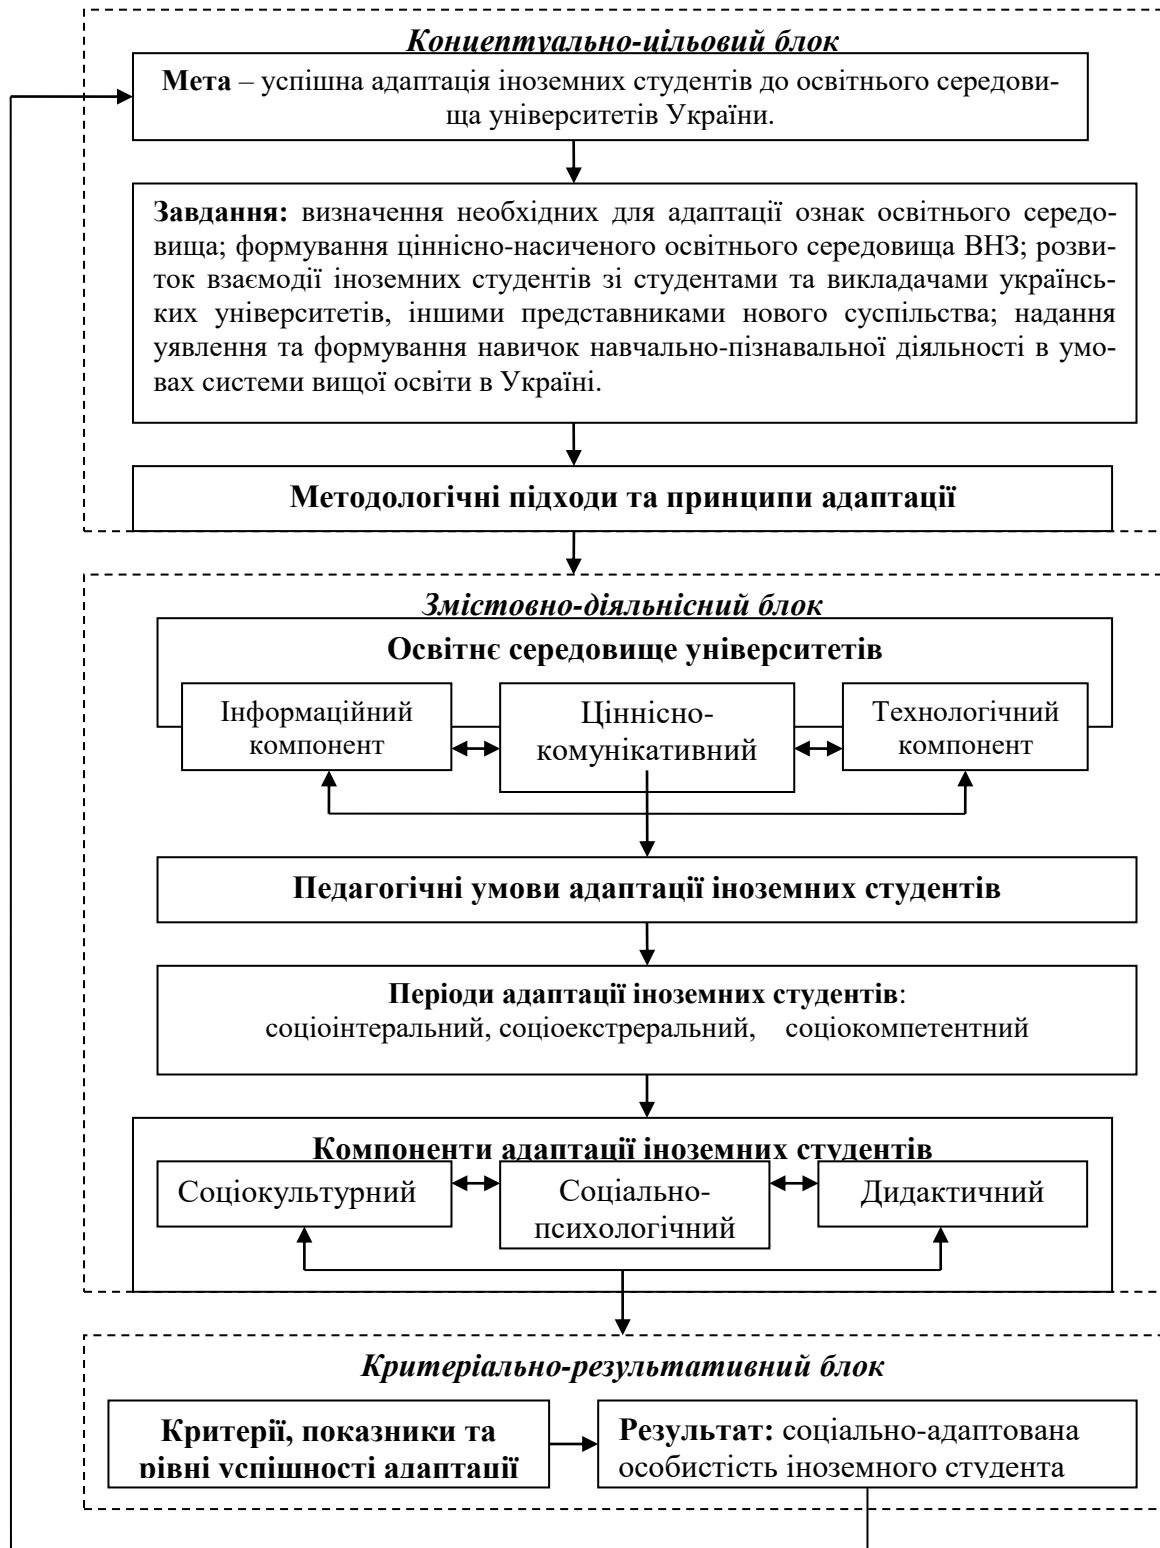 Концептуально-цільовий блок
Мета – успішна адаптація іноземних студентів до освітнього середови-
ща університетів України.
Завдання: визначення необхідних для адаптації ознак освітнього середо-
вища; формування ціннісно-насиченого освітнього середовища ВНЗ; розви-
ток взаємодії іноземних студентів зі студентами та викладачами українсь-
ких університетів, іншими представниками нового суспільства; надання
уявлення та формування навичок навчально-пізнавальної діяльності в умо-
вах системи вищої освіти в Україні.
Методологічні підходи та принципи адаптації
Змістовно-діяльнісний блок
Освітнє середовище університетів
Інформаційний
компонент
Ціннісно-
комунікативний
Технологічний
компонент
Педагогічні умови адаптації іноземних студентів
Періоди адаптації іноземних студентів:
соціоінтеральний, соціоекстреральний, соціокомпетентний
Компоненти адаптації іноземних студентів
Соціокультурний
Соціально-
психологічний
Дидактичний
Критеріально-результативний блок
Критерії, показники та
рівні успішності адаптації
Результат: соціально-адаптована
особистість іноземного студента